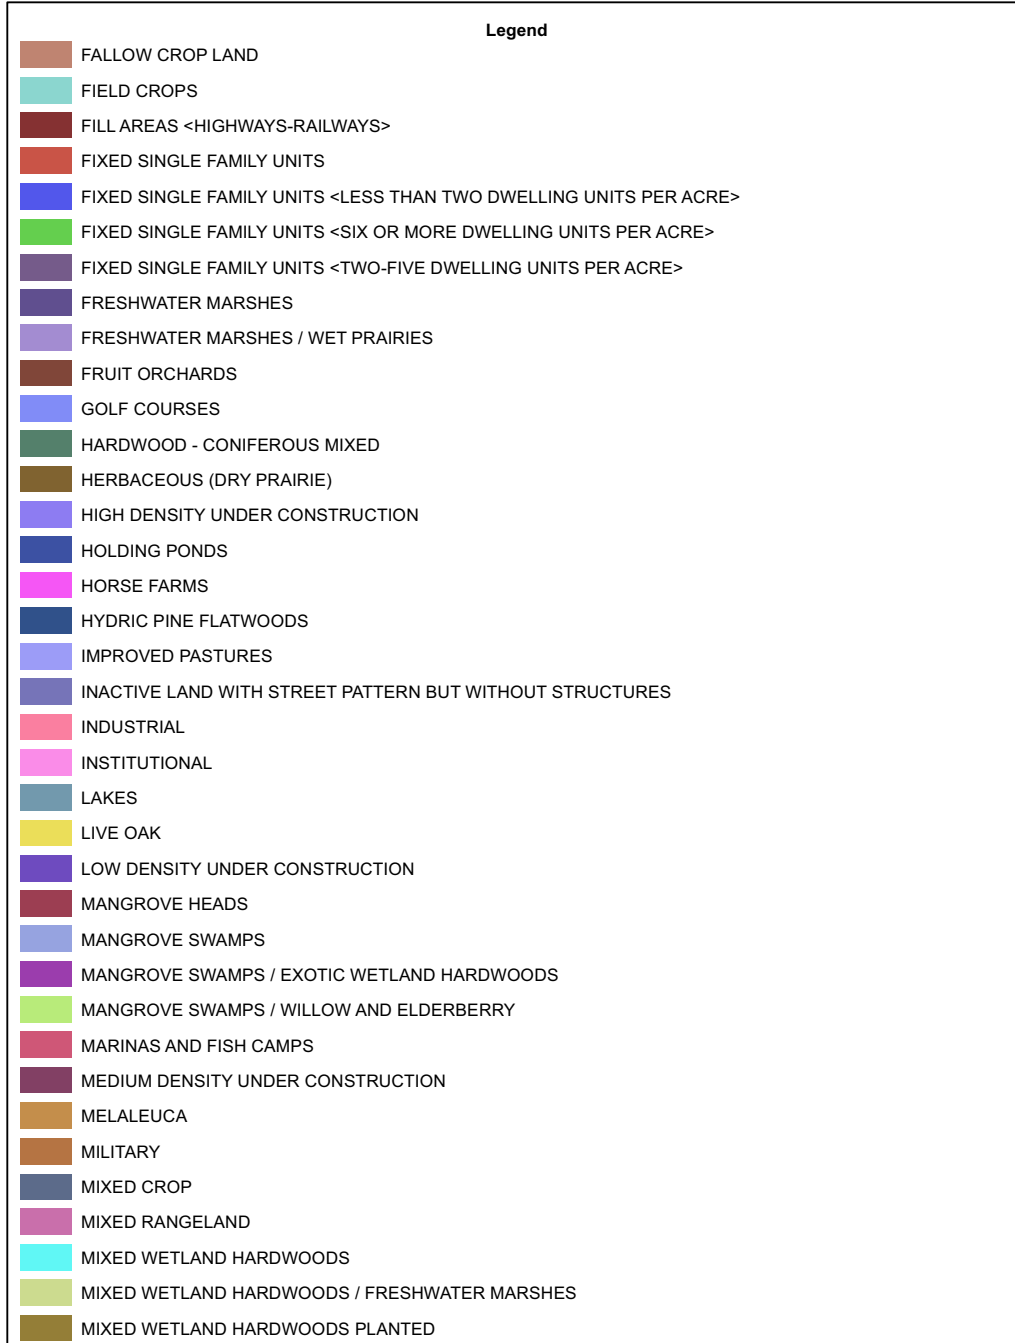 Legend
FALLOW CROP LAND
FIELD CROPS
FILL AREAS <HIGHWAYS-RAILWAYS>
FIXED SINGLE FAMILY UNITS
FIXED SINGLE FAMILY UNITS <LESS THAN TWO DWELLING UNITS PER ACRE>
FIXED SINGLE FAMILY UNITS <SIX OR MORE DWELLING UNITS PER ACRE>
FIXED SINGLE FAMILY UNITS <TWO-FIVE DWELLING UNITS PER ACRE>
FRESHWATER MARSHES
FRESHWATER MARSHES / WET PRAIRIES
FRUIT ORCHARDS
GOLF COURSES
HARDWOOD - CONIFEROUS MIXED
HERBACEOUS (DRY PRAIRIE)
HIGH DENSITY UNDER CONSTRUCTION
HOLDING PONDS
HORSE FARMS
HYDRIC PINE FLATWOODS
IMPROVED PASTURES
INACTIVE LAND WITH STREET PATTERN BUT WITHOUT STRUCTURES
INDUSTRIAL
INSTITUTIONAL
LAKES
LIVE OAK
LOW DENSITY UNDER CONSTRUCTION
MANGROVE HEADS
MANGROVE SWAMPS
MANGROVE SWAMPS / EXOTIC WETLAND HARDWOODS
MANGROVE SWAMPS / WILLOW AND ELDERBERRY
MARINAS AND FISH CAMPS
MEDIUM DENSITY UNDER CONSTRUCTION
MELALEUCA
MILITARY
MIXED CROP
MIXED RANGELAND
MIXED WETLAND HARDWOODS
MIXED WETLAND HARDWOODS / FRESHWATER MARSHES
MIXED WETLAND HARDWOODS PLANTED